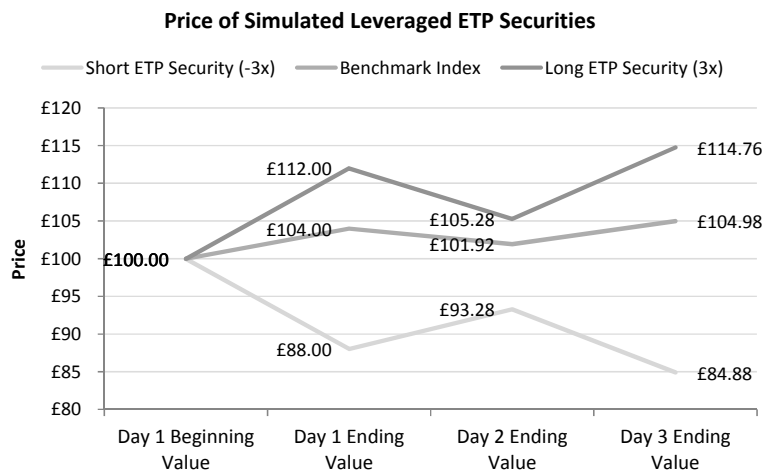 Price of Simulated Leveraged ETP Securities
Short ETP Security (-3x) Benchmark Index Long ETP Security (3x)
£120
£115
£110
£105
£100
£95
£90
£85
£80
Price
£100.00
£112.00
£104.00
£88.00
£105.28
£101.92
£93.28
£114.76
£104.98
£84.88
Day 1 Beginning
Value
Day 1 Ending
Value
Day 2 Ending
Value
Day 3 Ending
Value